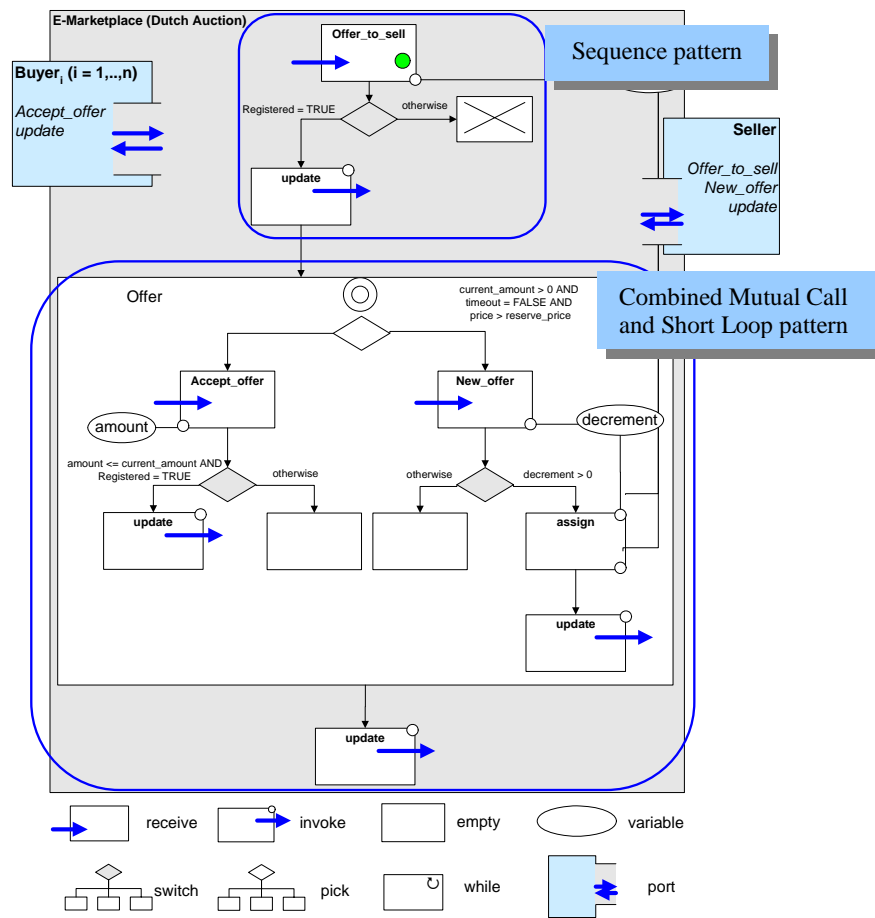 E-Marketplace (Dutch Auction)
Offer_to_sell
Sequence pattern
Buyer i (i = 1,..,n)
Accept_offer
update
Registered = TRUE
otherwise
update
Seller
Offer_to_sell
New_offer
update
Offer
current_amount > 0 AND
timeout = FALSE AND
price > reserve_price
Combined Mutual Call
and Short Loop pattern
Accept_offer
New_offer
amount
decrement
amount <= current_amount AND
Registered = TRUE
otherwise
otherwise
decrement > 0
update
assign
update
update
receive
invoke
empty
variable
switch
pick
while
port